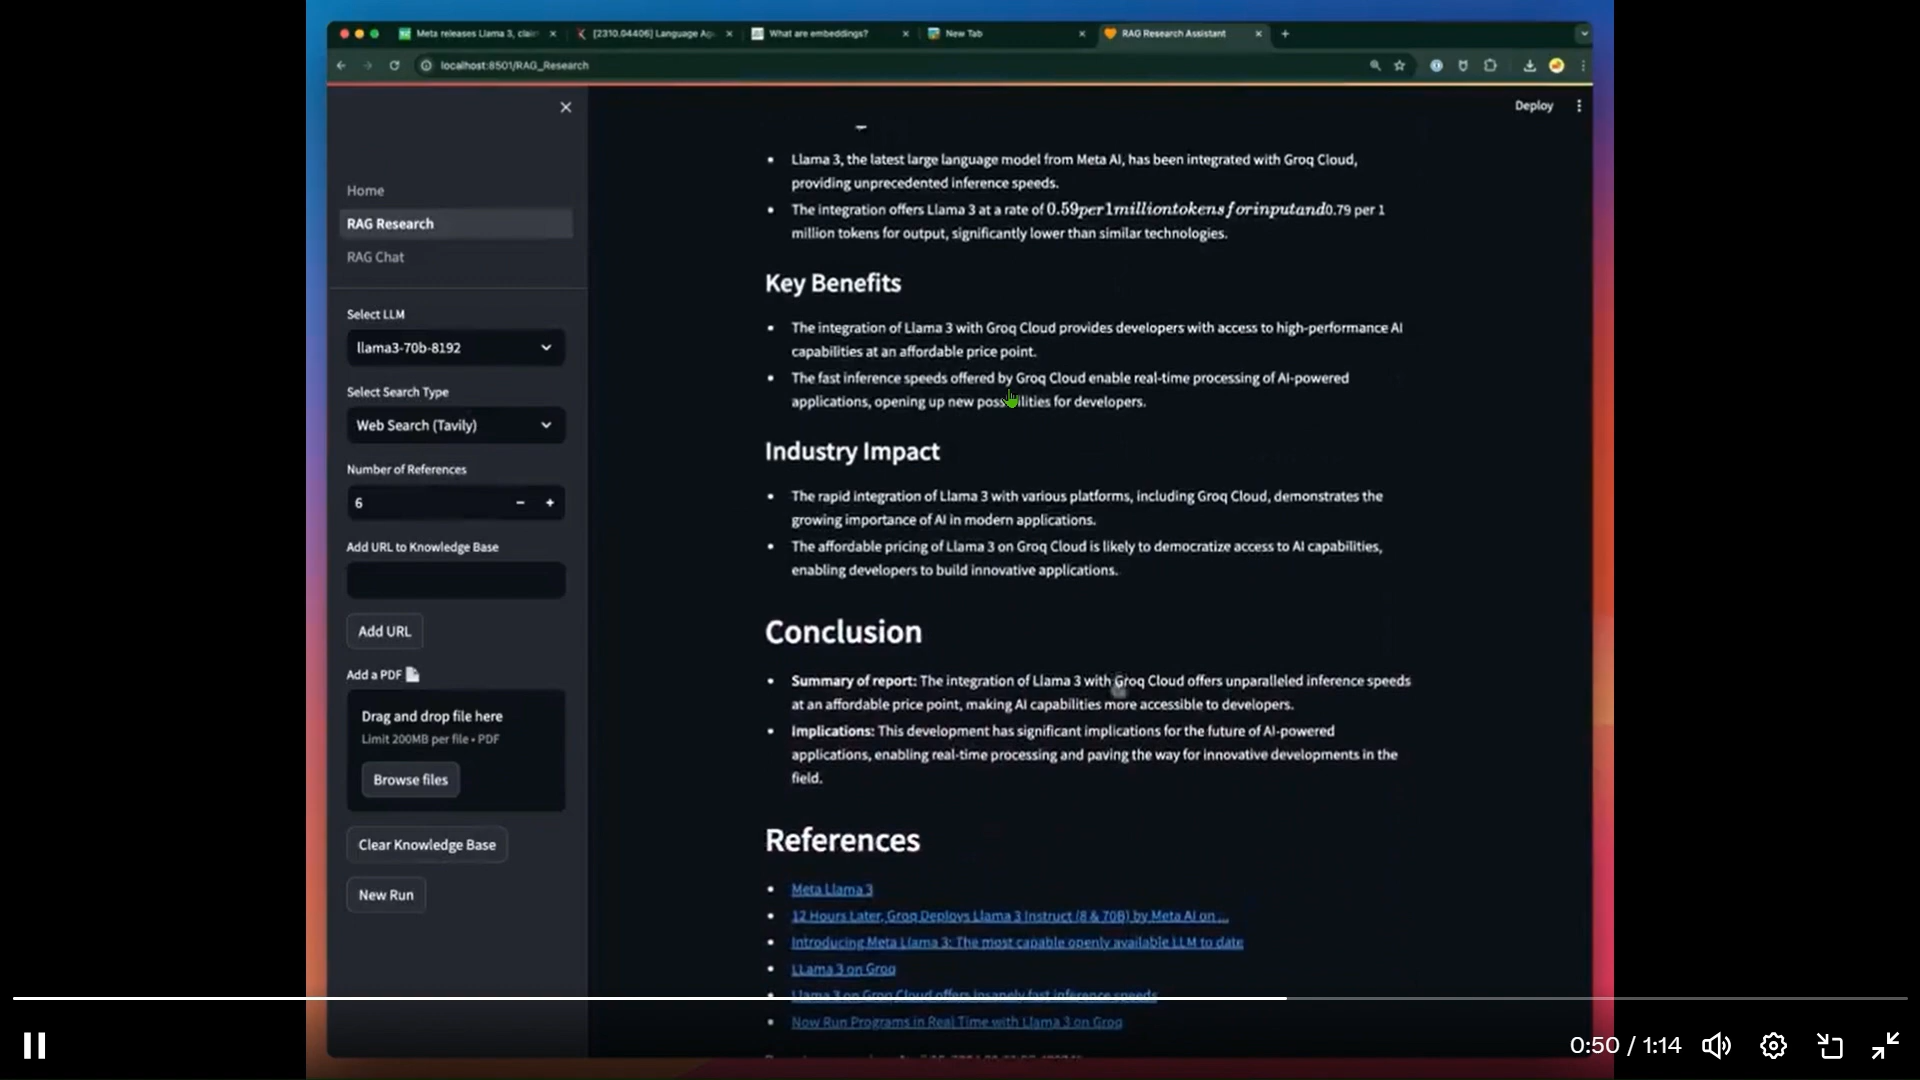 Meta releases Llama 3, clai
[2310.04406] Language Ag
What are embeddings?
New Tab
RAG Research Assistant
localhost:8501/RAG_Research
Deploy
Home
RAG Research
RAG Chat
Select LLM
llama3-70b-8192
Select Search Type
Web Search (Tavily)
Number of References
6
Add URL to Knowledge Base
Add URL
Add a PDF
Drag and drop file here
Limit 200MB per file • PDF
Browse files
Clear Knowledge Base
New Run
• Llama 3, the latest large language model from Meta AI, has been integrated with Groq Cloud,
providing unprecedented inference speeds.
• The integration offers Llama 3 at a rate of 0.59per1milliontokensforinputand0.79 per 1
million tokens for output, significantly lower than similar technologies.
Key Benefits
• The integration of Llama 3 with Groq Cloud provides developers with access to high-performance AI
capabilities at an affordable price point.
• The fast inference speeds offered by Groq Cloud enable real-time processing of AI-powered
applications, opening up new possibilities for developers.
Industry Impact
• The rapid integration of Llama 3 with various platforms, including Groq Cloud, demonstrates the
growing importance of AI in modern applications.
• The affordable pricing of Llama 3 on Groq Cloud is likely to democratize access to AI capabilities,
enabling developers to build innovative applications.
Conclusion
• Summary of report: The integration of Llama 3 with Groq Cloud offers unparalleled inference speeds
at an affordable price point, making AI capabilities more accessible to developers.
• Implications: This development has significant implications for the future of AI-powered
applications, enabling real-time processing and paving the way for innovative developments in the
field.
References
• Meta Llama 3
• 12 Hours Later, Groq Deploys Llama 3 Instruct (8 & 70B) by Meta AI on ...
• Introducing Meta Llama 3: The most capable openly available LLM to date
• LLama 3 on Groq
• Llama 3 on Groq Cloud offers insanely fast inference speeds
• Now Run Programs in Real Time with Llama 3 on Groq
0:50 / 1:14